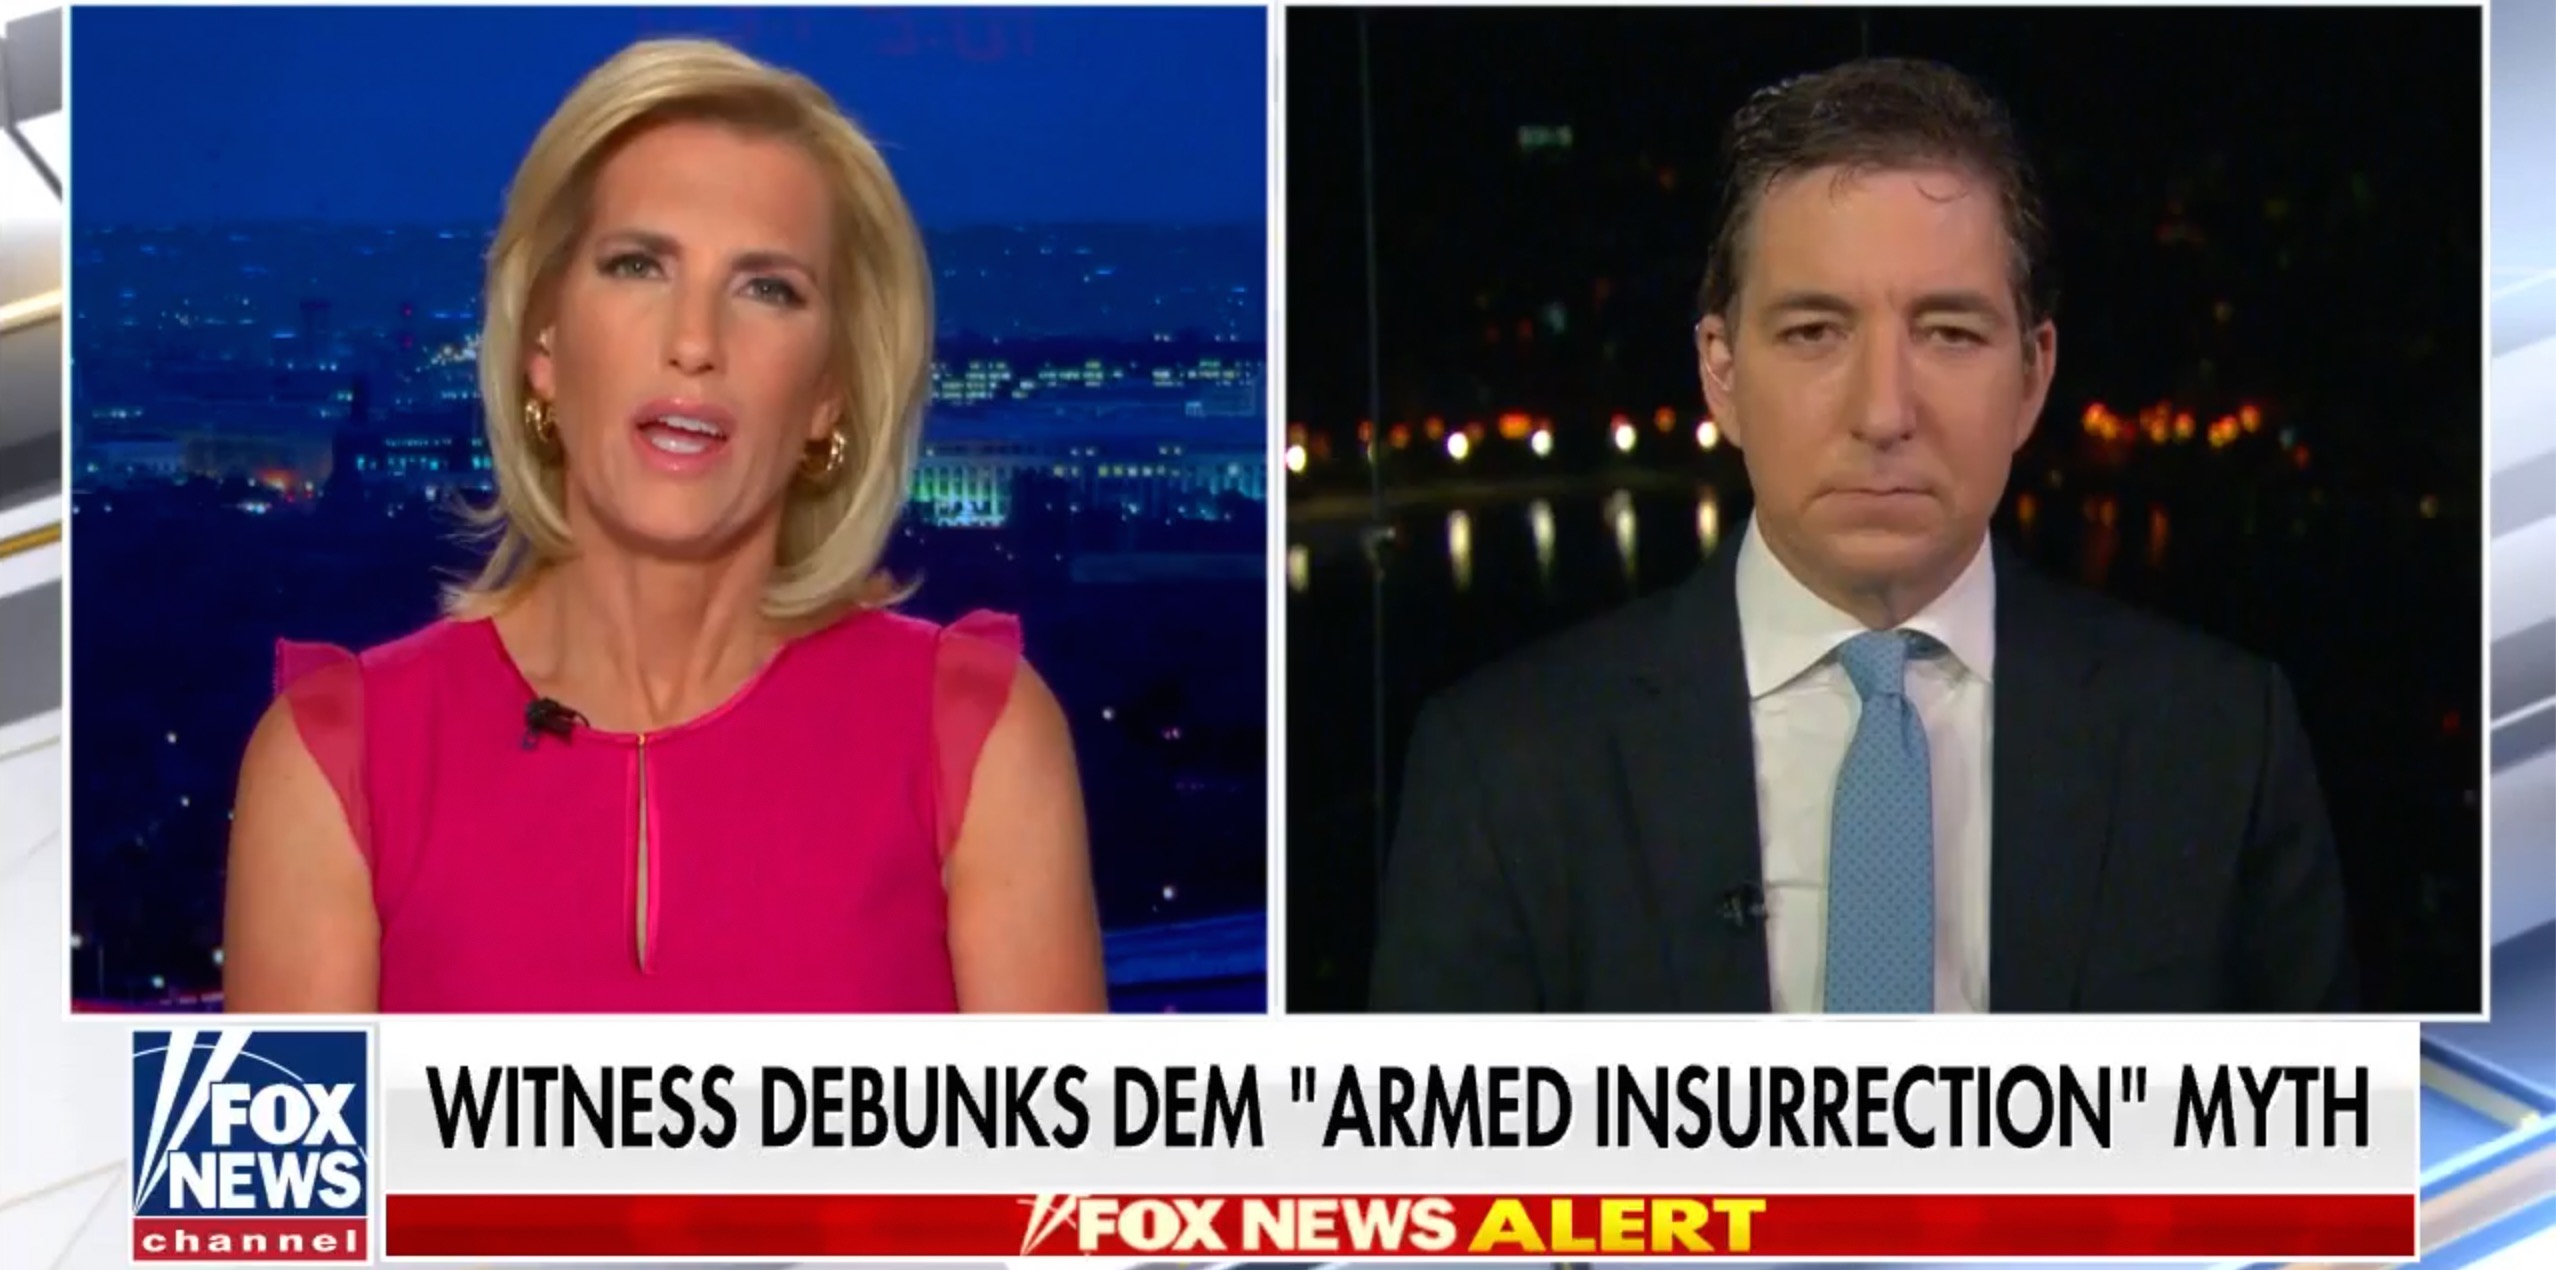 WITNESS DEBUNKS DEM "ARMED INSURRECTION" MYTH
FOX
NEWS
channel
FOX NEWS ALERT